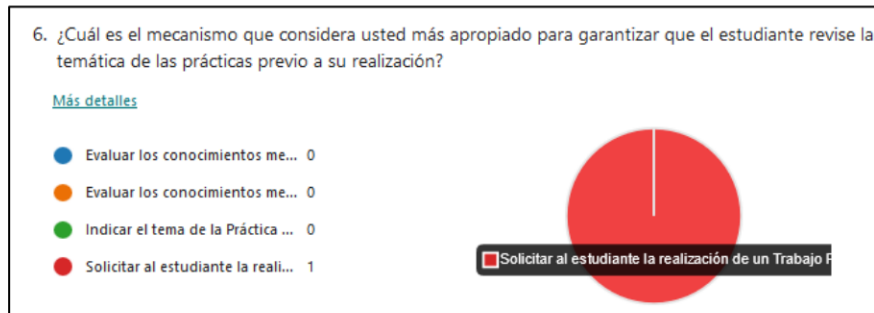 6. ¿Cuál es el mecanismo que considera usted más apropiado para garantizar que el estudiante revise la
temática de las prácticas previo a su realización?
Más detalles
Evaluar los conocimientos me... 0
Evaluar los conocimientos me... 0
Indicar el tema de la Práctica ... 0
Solicitar al estudiante la reali... 1
Solicitar al estudiante la realización de un Trabajo